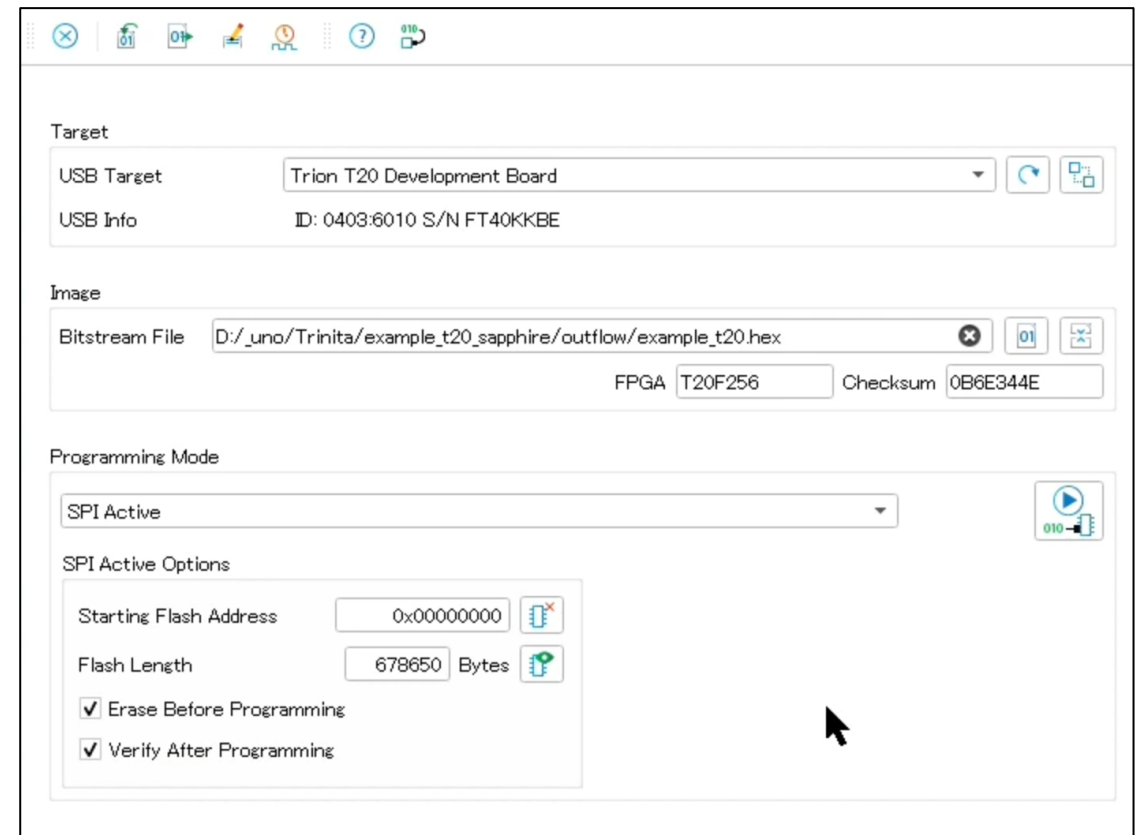 Target
USB Target Trion T20 Development Board
USB Info ID: 0403:6010 S/N FT40KKBE
Image
Bitstream File D:/_uno/Trinita/example_t20_sapphire/outflow/example_t20.hex
FPGA T20F256 Checksum 0B6E344E
Programming Mode
SPI Active
SPI Active Options
Starting Flash Address 0x00000000
Flash Length 678650 Bytes
Erase Before Programming
Verify After Programming